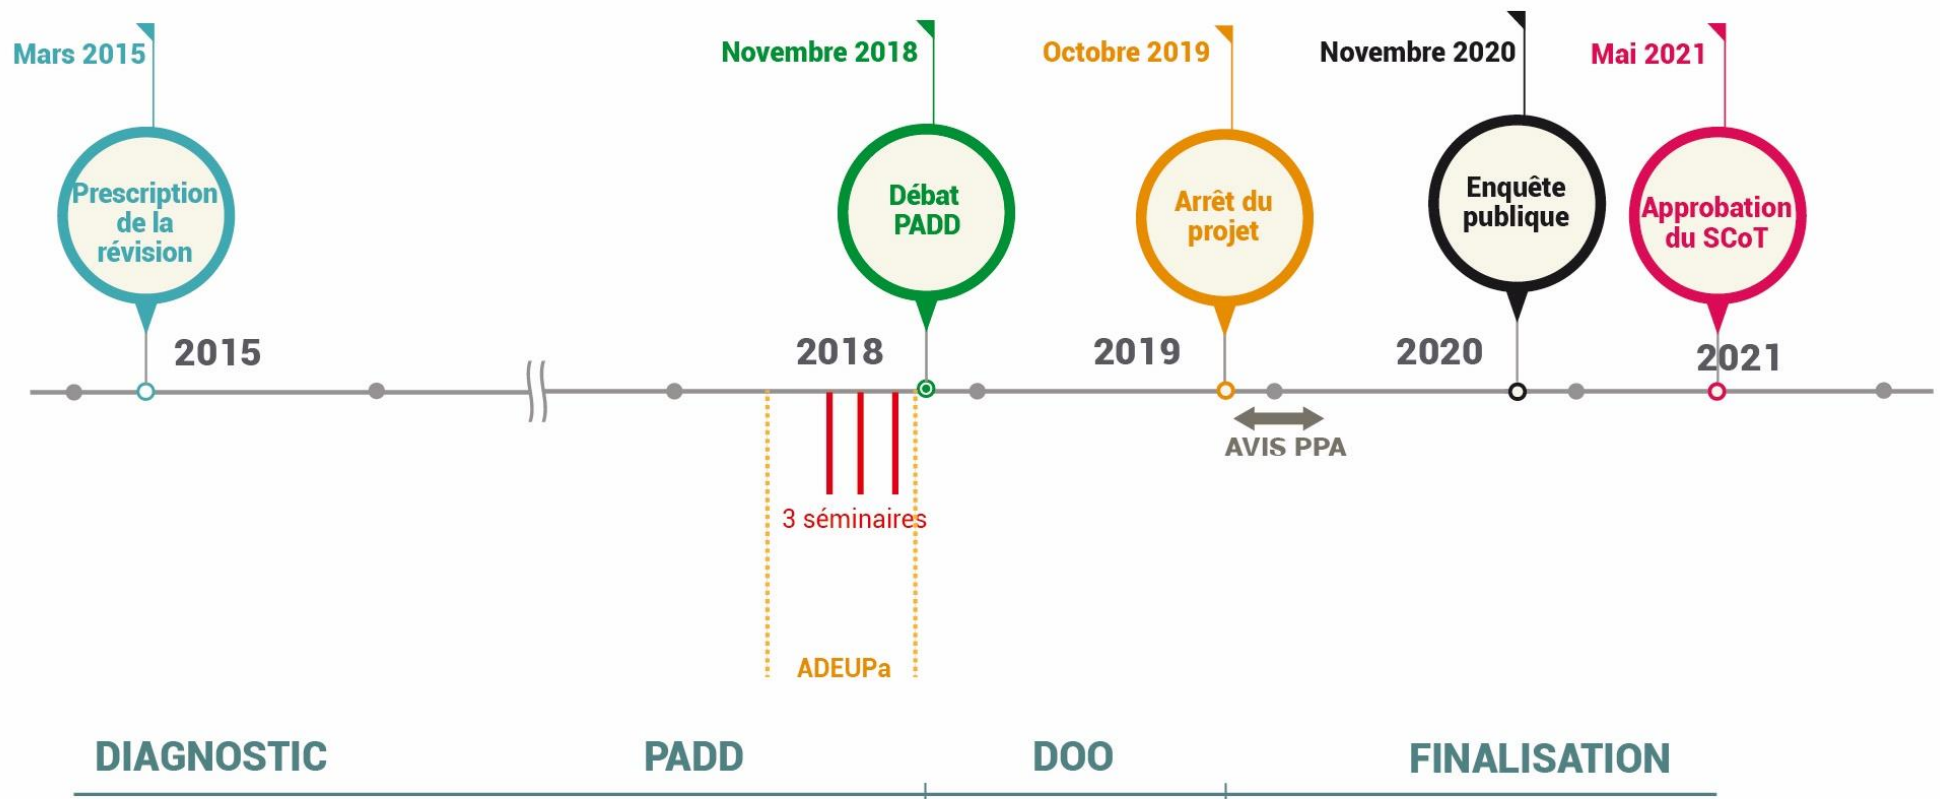 Mars 2015
Novembre 2018
Octobre 2019
Novembre 2020
Mai 2021
Prescription
de la
révision
Débat
PADD
Arrêt du
projet
Enquête
publique
Approbation
du SCoT
2015
2018
2019
2020
2021
AVIS PPA
3 séminaires
ADEUPa
DIAGNOSTIC
PADD
DOO
FINALISATION